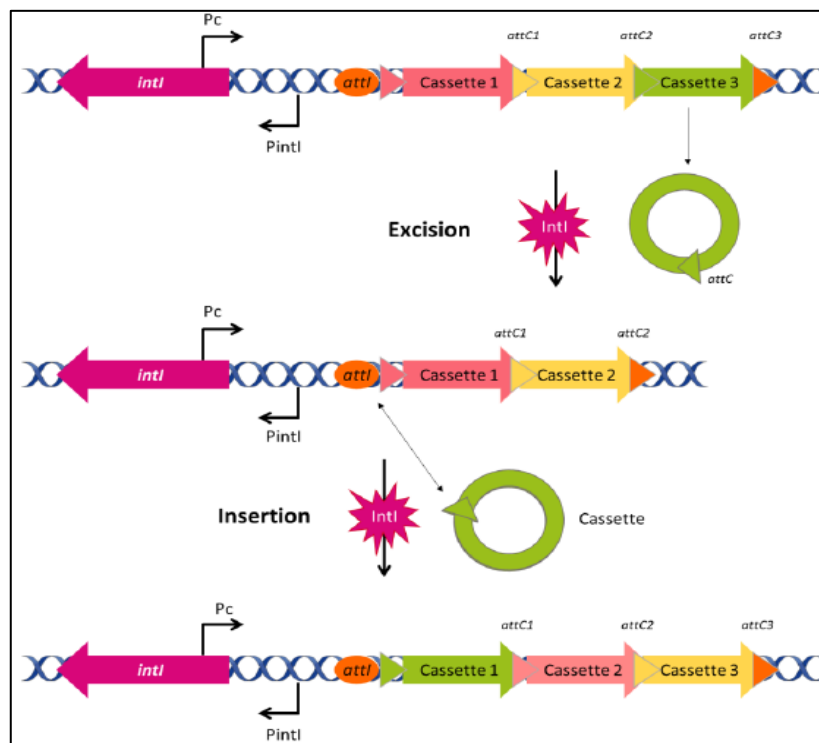 Pc attC1 attC2 attC3
intI attI Cassette 1 Cassette 2 Cassette 3
PintI
Excision IntI
attC
Pc attC1 attC2
intI attI Cassette 1 Cassette 2
PintI
Insertion IntI Cassette
Pc attC1 attC2 attC3
intI attI Cassette 1 Cassette 2 Cassette 3
PintI